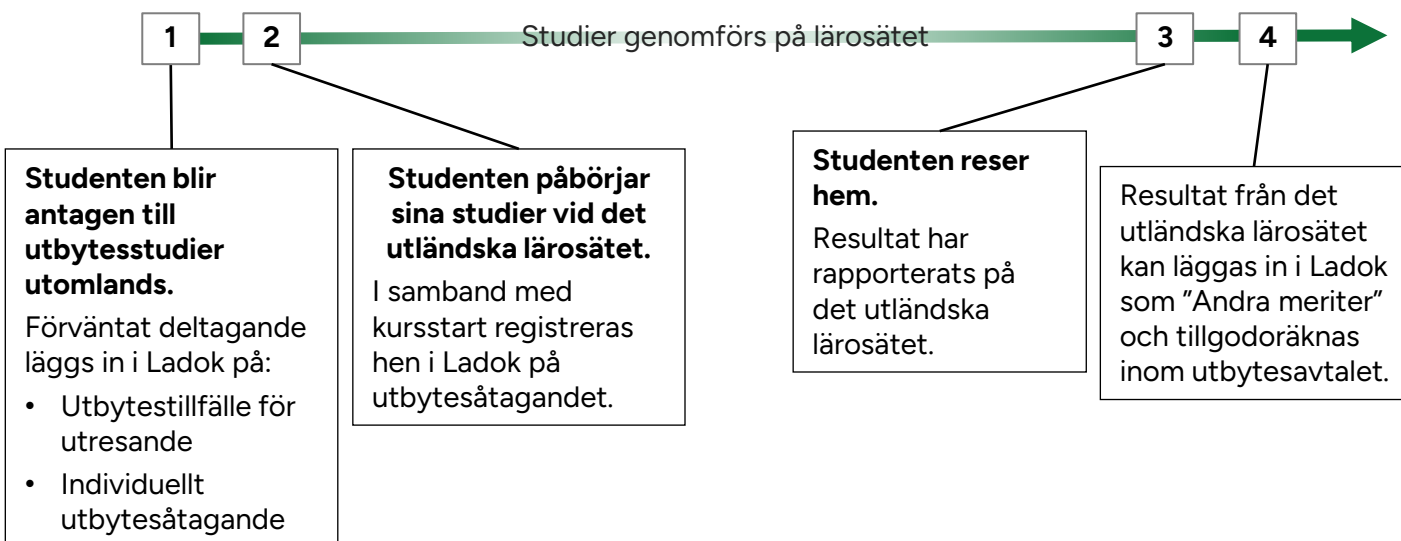 1
2
Studier genomförs på lärosätet
3
4
Studenten blir
antagen till
utbytesstudier
utomlands.
Förväntat deltagande
läggs in i Ladok på:
• Utbytestillfälle för
utresande
• Individuellt
utbytesåtagande
Studenten påbörjar
sina studier vid det
utländska lärosätet.
I samband med
kursstart registreras
hen i Ladok på
utbytesåtagandet.
Studenten reser
hem.
Resultat har
rapporterats på
det utländska
lärosätet.
Resultat från det
utländska lärosätet
kan läggas in i Ladok
som ”Andra meriter”
och tillgodoräknas
inom utbytesavtalet.